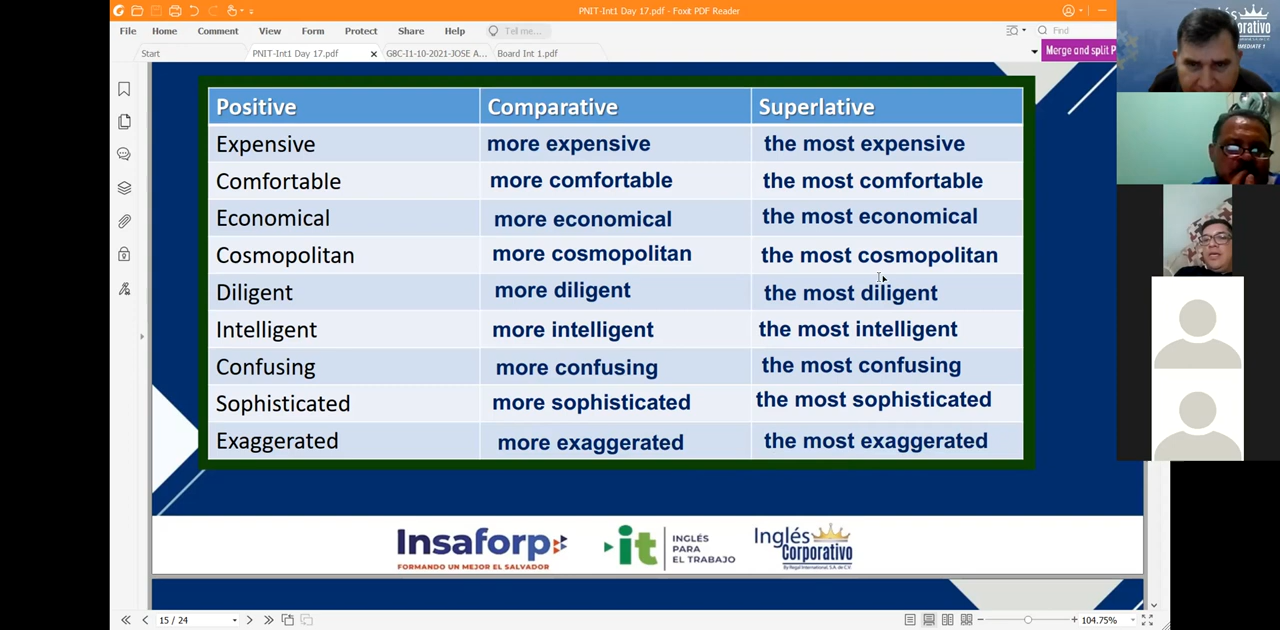 PNIT-Int1 Day 17.pdf - Foxit PDF Reader
File Home Comment View Form Protect Share Help Tell me... Find
Start PNIT-Int1 Day 17.pdf G8C-I1-10-2021-JOSE A... Board Int 1.pdf Merge and split P
Positive Comparative Superlative
Expensive more expensive the most expensive
Comfortable more comfortable the most comfortable
Economical more economical the most economical
Cosmopolitan more cosmopolitan the most cosmopolitan
Diligent more diligent the most diligent
Intelligent more intelligent the most intelligent
Confusing more confusing the most confusing
Sophisticated more sophisticated the most sophisticated
Exaggerated more exaggerated the most exaggerated
Insaforp
FORMANDO UN MEJOR EL SALVADOR
it
INGLÉS
PARA
EL TRABAJO
Inglés
Corporativo
By Regal International, S.A. de C.V.
15 / 24
104.75%